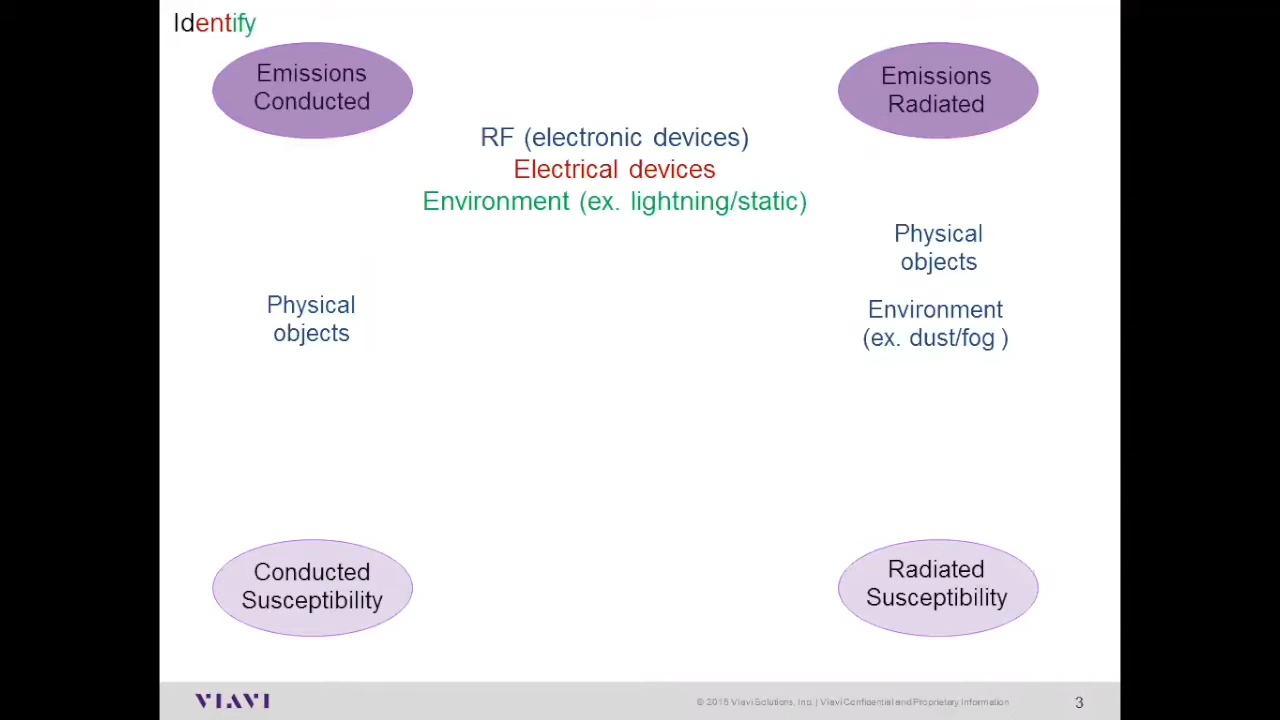 Identify
Emissions
Conducted
Emissions
Radiated
RF (electronic devices)
Electrical devices
Environment (ex. lightning/static)
Physical
objects
Physical
objects
Environment
(ex. dust/fog )
Conducted
Susceptibility
Radiated
Susceptibility
VIAVI
© 2015 Viavi Solutions, Inc. | Viavi Confidential and Proprietary Information
3